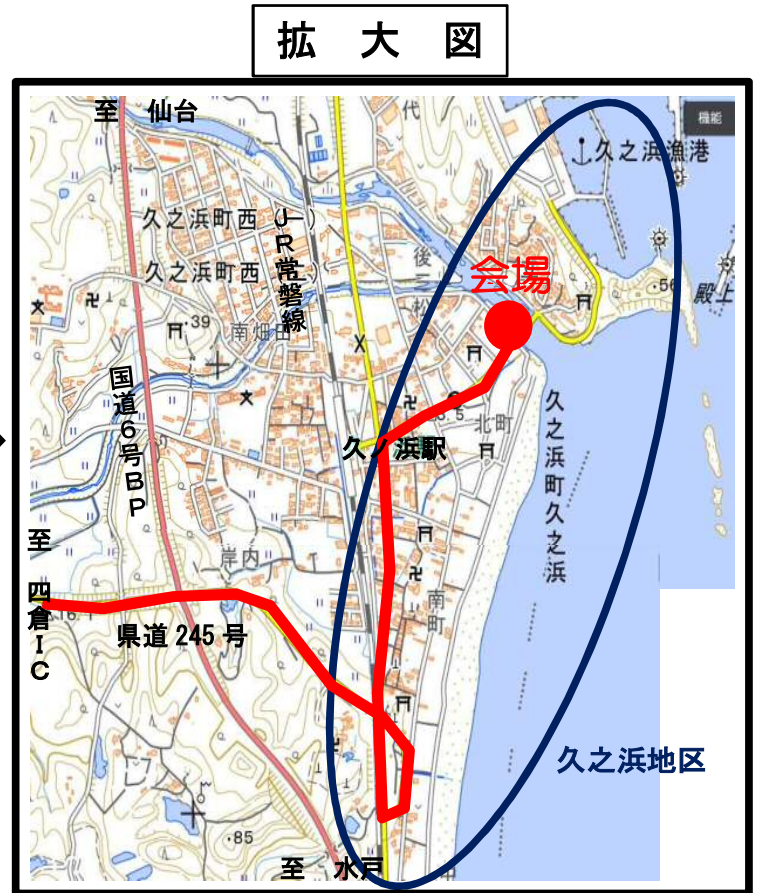 拡大図
至 仙台
代
機能
久之浜漁港
久之浜町西(一)
久之浜町西
JR常磐線
後三松
会場
・56
殿上
・39
南畑田
国道6号BP
久ノ浜駅
北町
久之浜町久之浜
至 四倉IC
岸内
県道245号
南町
久之浜地区
・85
至 水戸